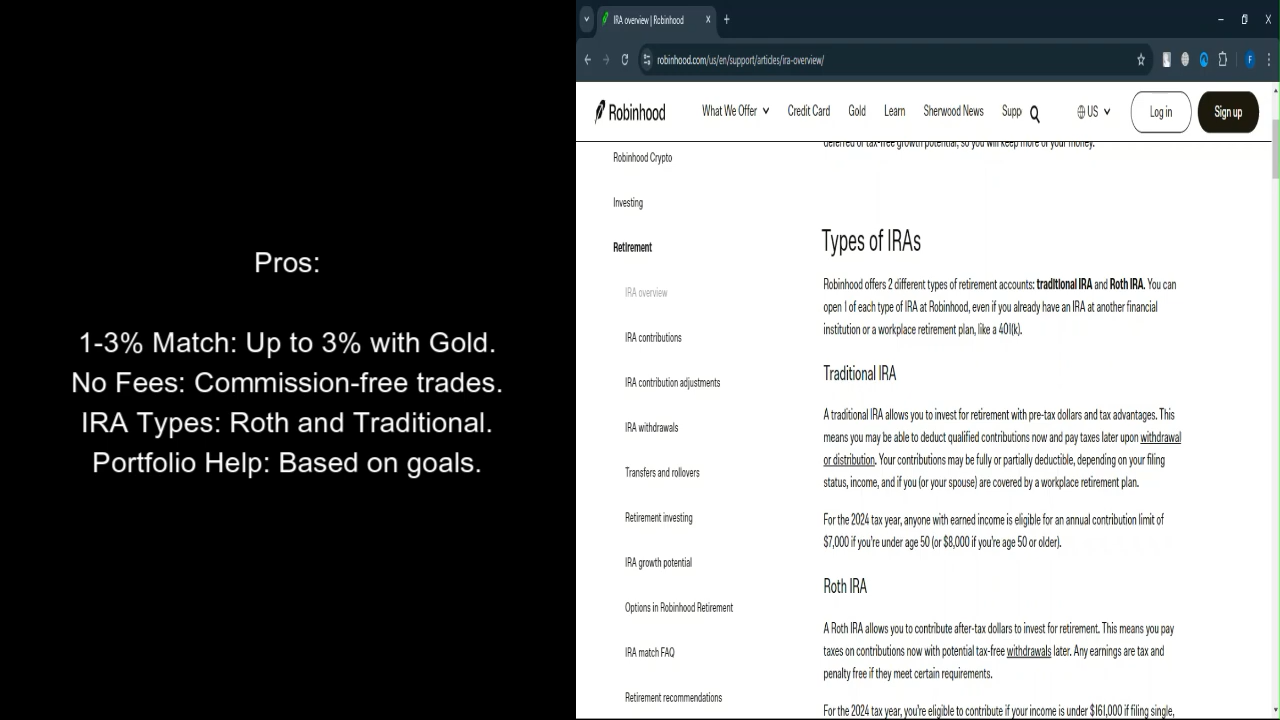 Pros:
1-3% Match: Up to 3% with Gold.
No Fees: Commission-free trades.
IRA Types: Roth and Traditional.
Portfolio Help: Based on goals.
IRA overview | Robinhood
robinhood.com/us/en/support/articles/ira-overview/
F
Robinhood
What We Offer
Credit Card
Gold
Learn
Sherwood News
Supp
US
Log in
Sign up
Robinhood Crypto
Investing
Retirement
IRA overview
IRA contributions
IRA contribution adjustments
IRA withdrawals
Transfers and rollovers
Retirement investing
IRA growth potential
Options in Robinhood Retirement
IRA match FAQ
Retirement recommendations
deferred or tax-free growth potential, so you will keep more of your money.
Types of IRAs
Robinhood offers 2 different types of retirement accounts: traditional IRA and Roth IRA. You can
open 1 of each type of IRA at Robinhood, even if you already have an IRA at another financial
institution or a workplace retirement plan, like a 401(k).
Traditional IRA
A traditional IRA allows you to invest for retirement with pre-tax dollars and tax advantages. This
means you may be able to deduct qualified contributions now and pay taxes later upon withdrawal
or distribution. Your contributions may be fully or partially deductible, depending on your filing
status, income, and if you (or your spouse) are covered by a workplace retirement plan.
For the 2024 tax year, anyone with earned income is eligible for an annual contribution limit of
$7,000 if you're under age 50 (or $8,000 if you're age 50 or older).
Roth IRA
A Roth IRA allows you to contribute after-tax dollars to invest for retirement. This means you pay
taxes on contributions now with potential tax-free withdrawals later. Any earnings are tax and
penalty free if they meet certain requirements.
For the 2024 tax year, you're eligible to contribute if your income is under $161,000 if filing single,